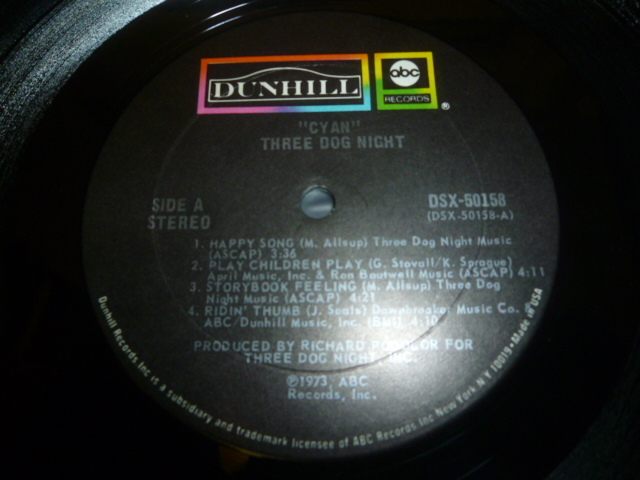 DUNHILL
abc
RECORDS
®
"CYAN"
THREE DOG NIGHT
SIDE A
STEREO
DSX-50158
(DSX-50158-A)
1. HAPPY SONG (M. Allsup) Three Dog Night Music
(ASCAP) 3:36
2. PLAY CHILDREN PLAY (G. Stovall/K. Sprague)
April Music, Inc. & Ron Boutwell Music (ASCAP) 4:11
3. STORYBOOK FEELING (M. Allsup) Three Dog
Night Music (ASCAP) 4:21
4. RIDIN' THUMB (J. Seals) Dawnbreaker Music Co.
ABC/Dunhill Music, Inc. (BMI) 4:10
PRODUCED BY RICHARD PODOLOR FOR
THREE DOG NIGHT, INC.
℗1973, ABC
Records, Inc.
Dunhill Records Inc is a subsidiary and trademark licensee of ABC Records Inc New York N Y 10019 • Made in USA